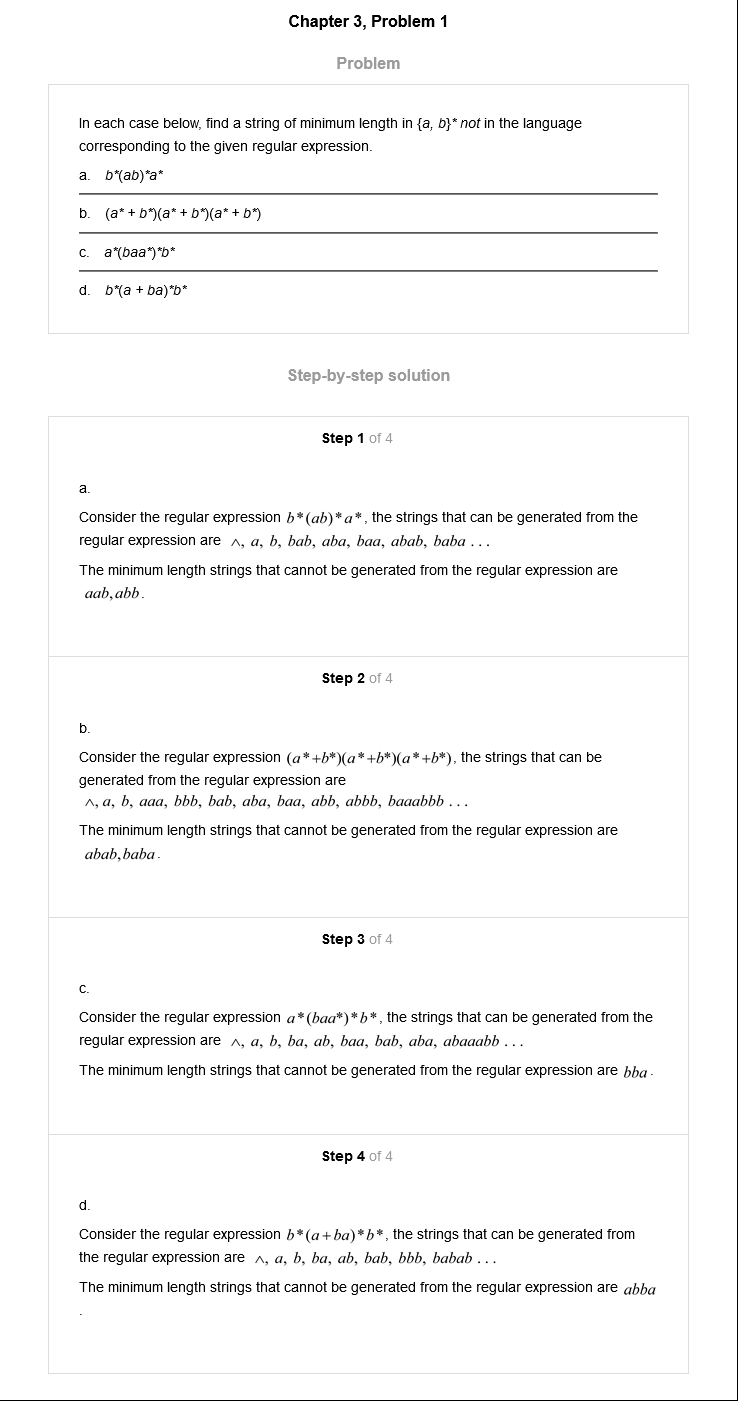 Chapter 3, Problem 1
Problem
In each case below, find a string of minimum length in {a, b}* not in the language
corresponding to the given regular expression.
a. b*(ab)*a*
b. (a* + b*)(a* + b*)(a* + b*)
c. a*(baa*)*b*
d. b*(a + ba)*b*
Step-by-step solution
Step 1 of 4
a.
Consider the regular expression b*(ab)*a*, the strings that can be generated from the
regular expression are ∧, a, b, bab, aba, baa, abab, baba . . .
The minimum length strings that cannot be generated from the regular expression are
aab,abb.
Step 2 of 4
b.
Consider the regular expression (a*+b*)(a*+b*)(a*+b*), the strings that can be
generated from the regular expression are
∧, a, b, aaa, bbb, bab, aba, baa, abb, abbb, baaabbb . . .
The minimum length strings that cannot be generated from the regular expression are
abab,baba.
Step 3 of 4
c.
Consider the regular expression a*(baa*)*b*, the strings that can be generated from the
regular expression are ∧, a, b, ba, ab, baa, bab, aba, abaaabb . . .
The minimum length strings that cannot be generated from the regular expression are bba.
Step 4 of 4
d.
Consider the regular expression b*(a+ba)*b*, the strings that can be generated from
the regular expression are ∧, a, b, ba, ab, bab, bbb, babab . . .
The minimum length strings that cannot be generated from the regular expression are abba
.